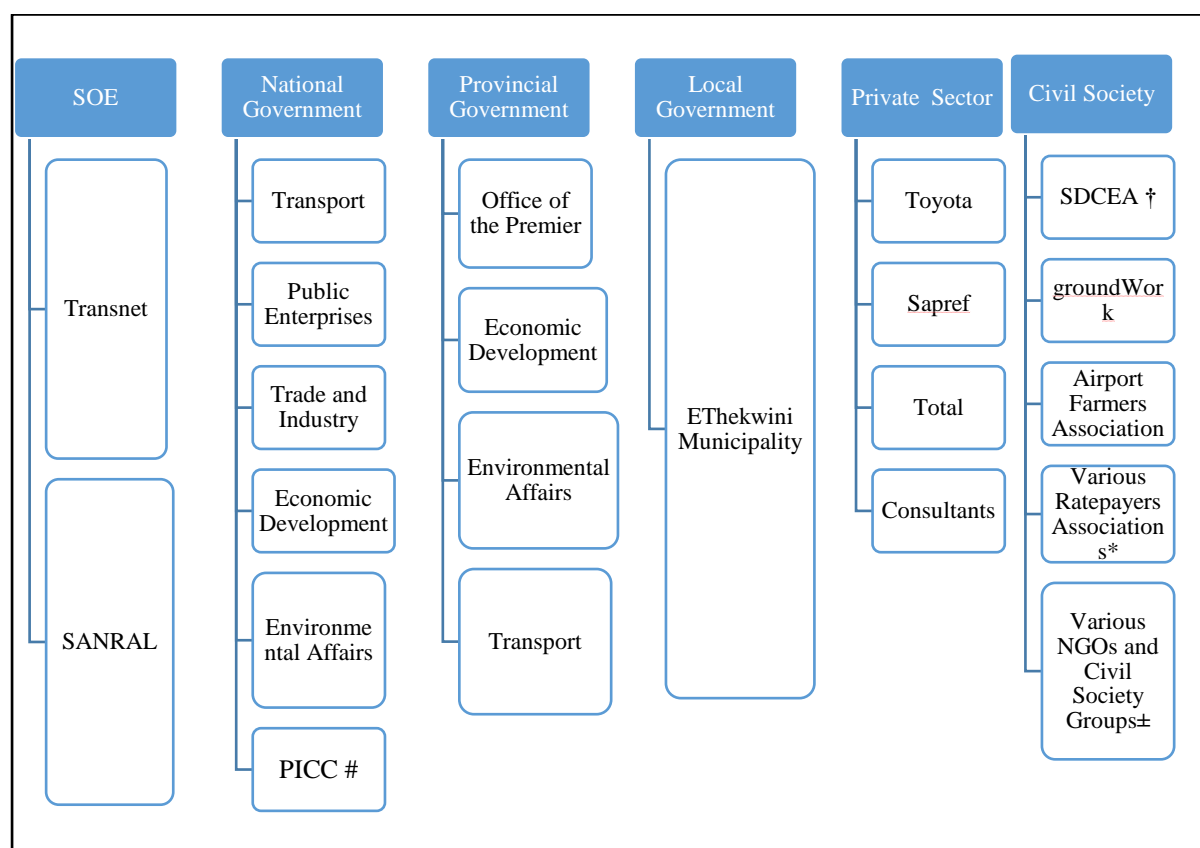 SOE
Transnet
SANRAL
National
Government
Transport
Public
Enterprises
Trade and
Industry
Economic
Development
Environme
ntal Affairs
PICC #
Provincial
Government
Office of
the Premier
Economic
Development
Environmental
Affairs
Transport
Local
Government
EThekwini
Municipality
Private Sector
Toyota
Sapref
Total
Consultants
Civil Society
SDCEA †
groundWor
k
Airport
Farmers
Association
Various
Ratepayers
Association
s*
Various
NGOs and
Civil
Society
Groups±